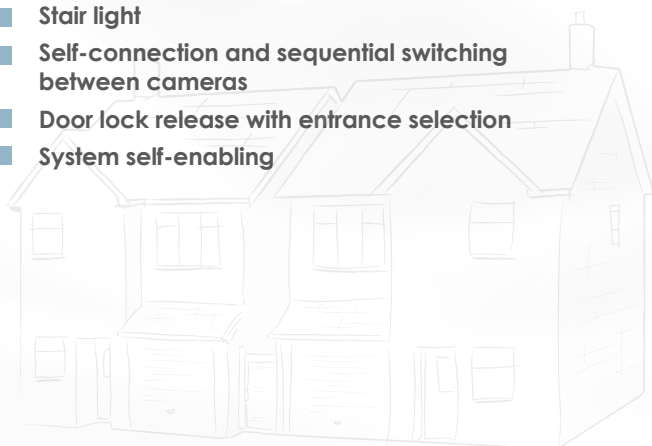 Stair light
Self-connection and sequential switching
between cameras
Door lock release with entrance selection
System self-enabling